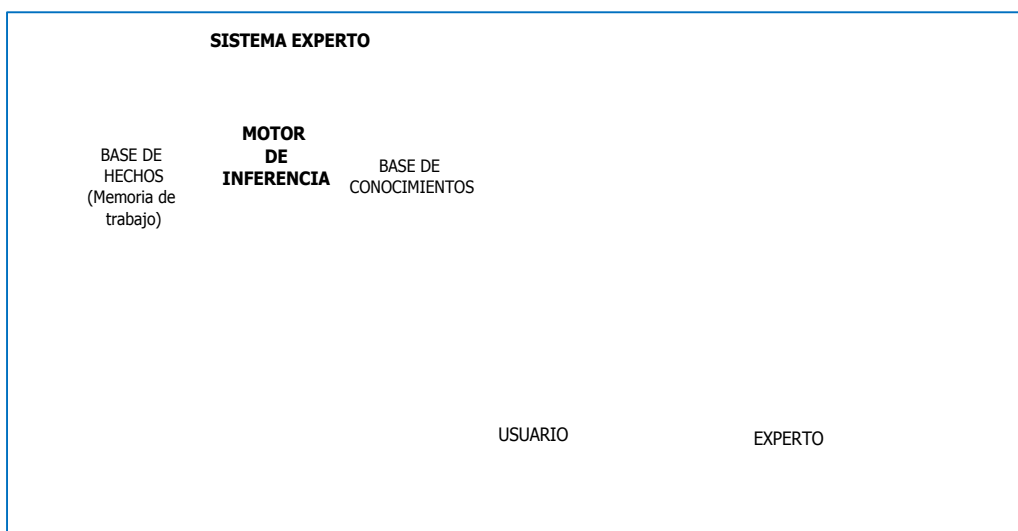 SISTEMA EXPERTO
BASE DE
HECHOS
(Memoria de
trabajo)
MOTOR
DE
INFERENCIA
BASE DE
CONOCIMIENTOS
USUARIO
EXPERTO